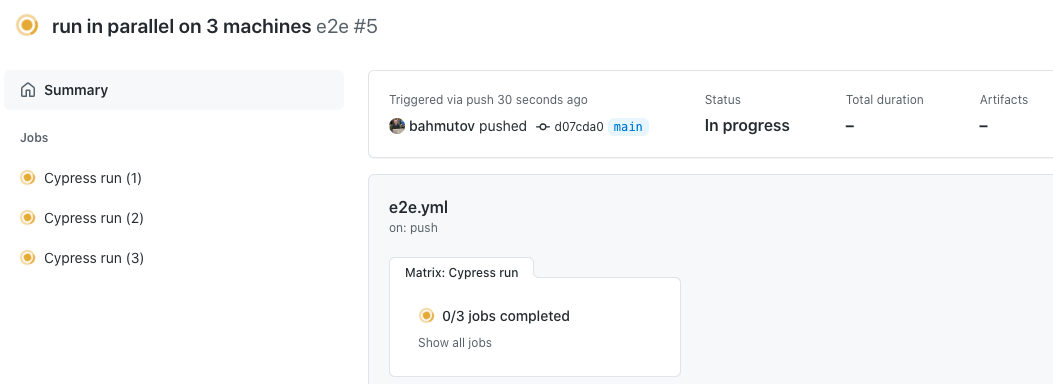 run in parallel on 3 machines e2e #5
Summary
Jobs
Cypress run (1)
Cypress run (2)
Cypress run (3)
Triggered via push 30 seconds ago
bahmutov pushed d07cda0 main
Status
In progress
Total duration
–
Artifacts
–
e2e.yml
on: push
Matrix: Cypress run
0/3 jobs completed
Show all jobs